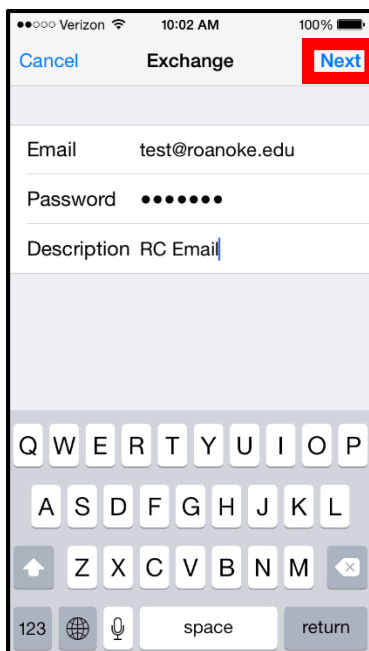 Verizon 10:02 AM 100%
Cancel Exchange Next
Email test@roanoke.edu
Password •••••••
Description RC Email
Q W E R T Y U I O P
A S D F G H J K L
Z X C V B N M
123 space return